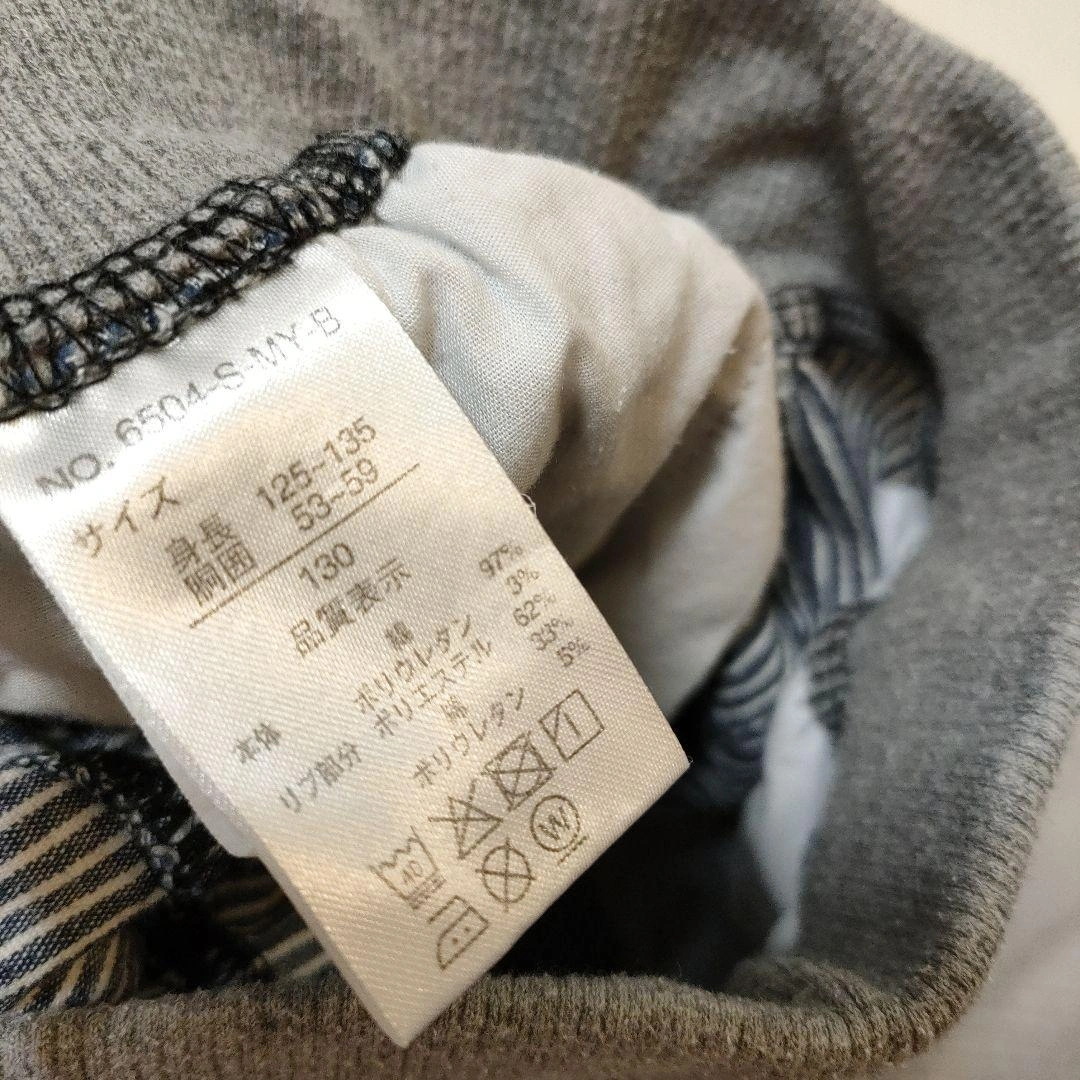 NO. 6504-S-MY-B
サイズ
身長 125~135
胴囲 53~59
130
品質表示
本体 綿 97%
ポリウレタン 3%
リブ部分 ポリエステル 62%
綿 33%
ポリウレタン 5%
40
W